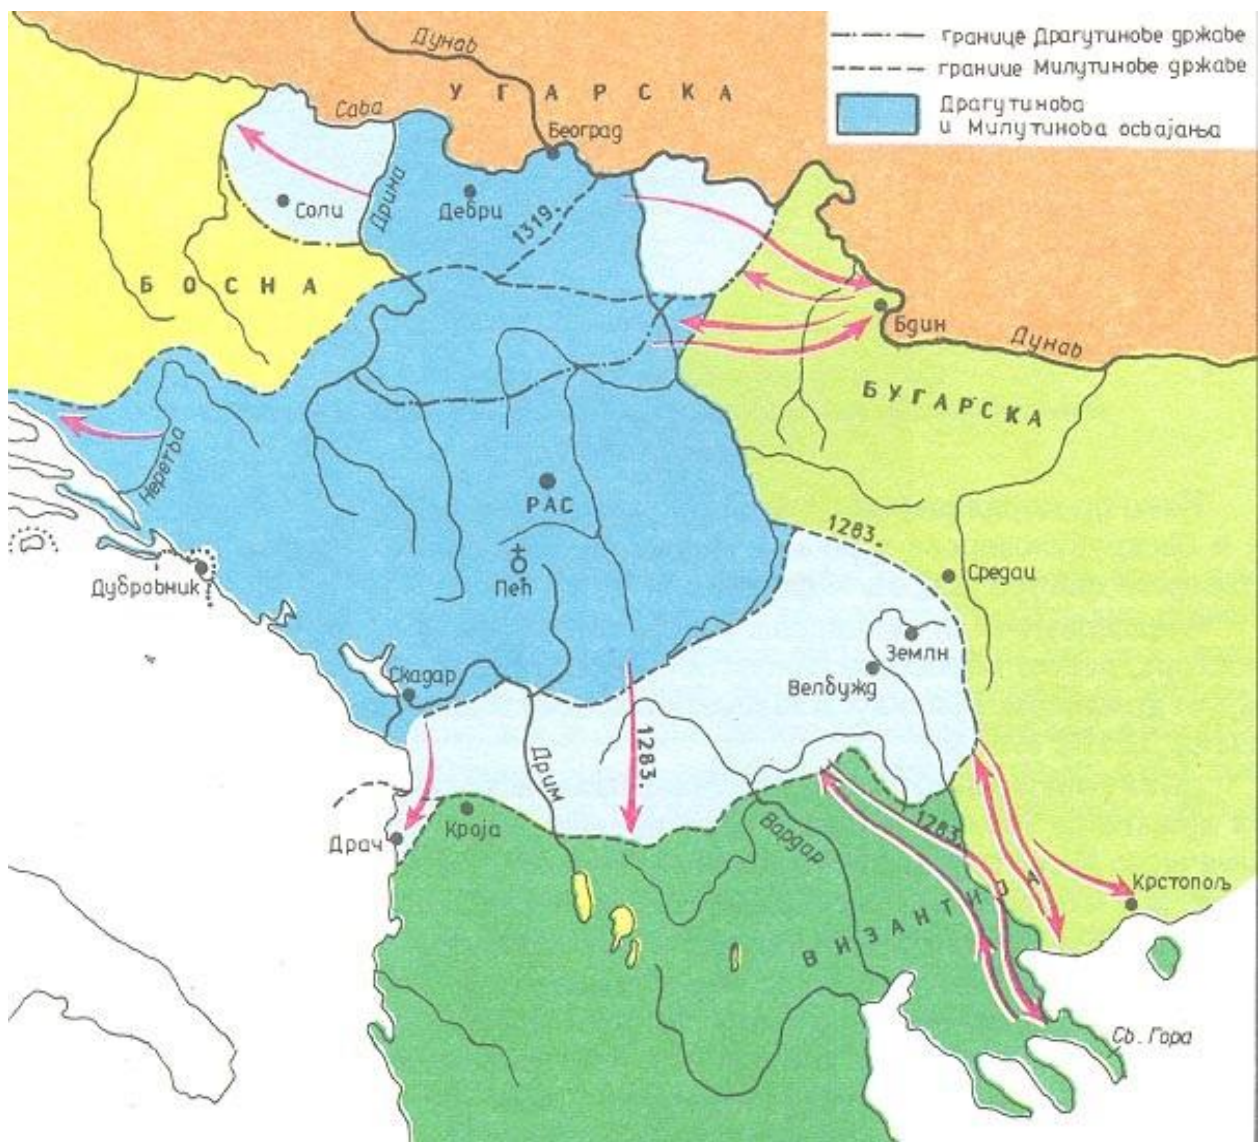 границе Драгутинове државе
границе Милутинове државе
Драгутинова
и Милутинова освајања
Дунав
УГАРСКА
Сава
Београд
Соли
Дрина
Дебри
1319.
БОСНА
Бдин
Дунав
БУГАРСКА
Неретва
РАС
1283.
Пећ
Средац
Дубровник
Землн
Велбужд
Скадар
1283.
Дрим
Кроја
Драч
Вардар
1283.
Крстопољ
ВИЗАНТИЈА
Св. Гора